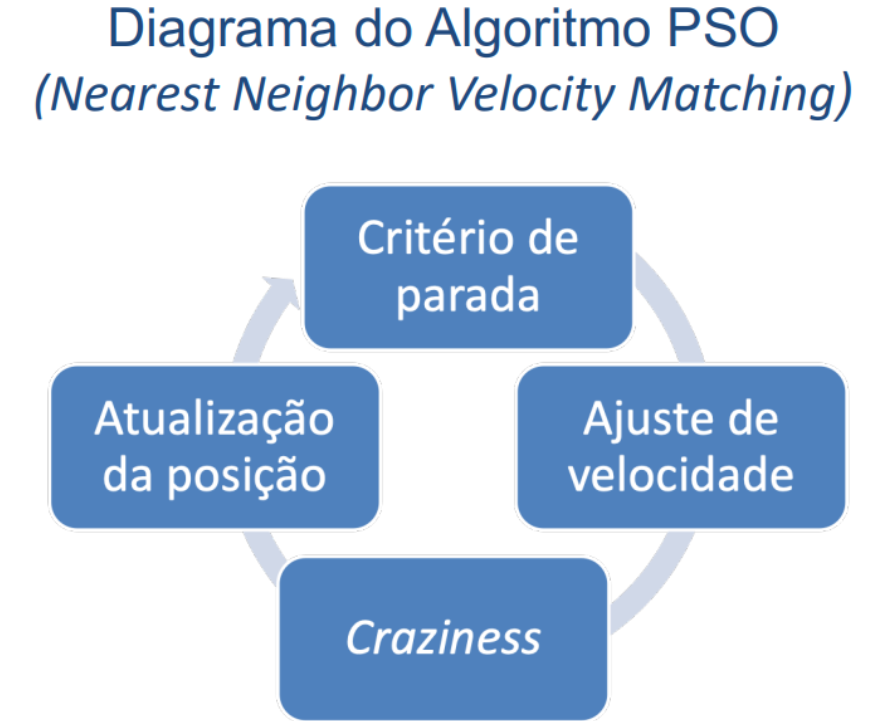 Diagrama do Algoritmo PSO
(Nearest Neighbor Velocity Matching)
Critério de
parada
Ajuste de
velocidade
Craziness
Atualização
da posição